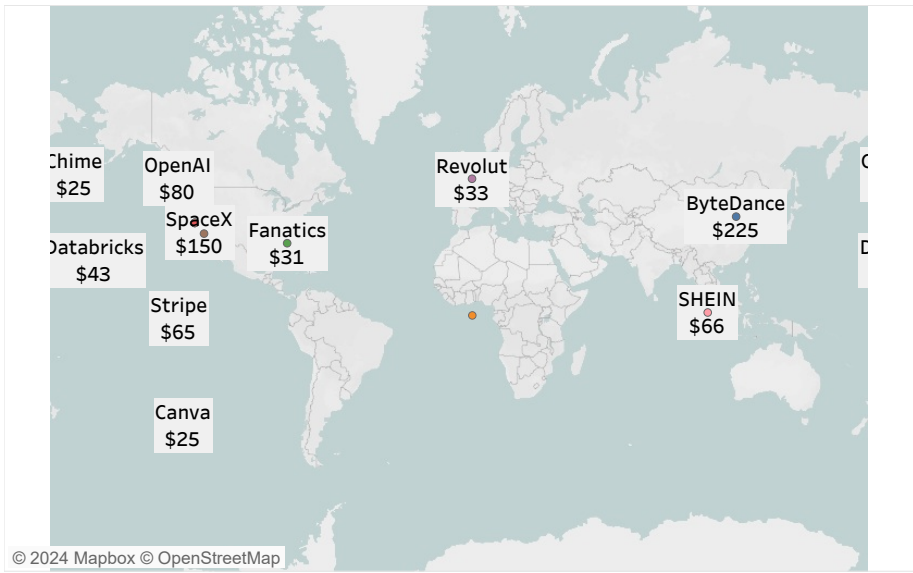 Chime
$25
OpenAI
$80
Revolut
$33
ByteDance
$225
SpaceX
$150
Fanatics
$31
Databricks
$43
Stripe
$65
SHEIN
$66
Canva
$25
C
D
© 2024 Mapbox © OpenStreetMap